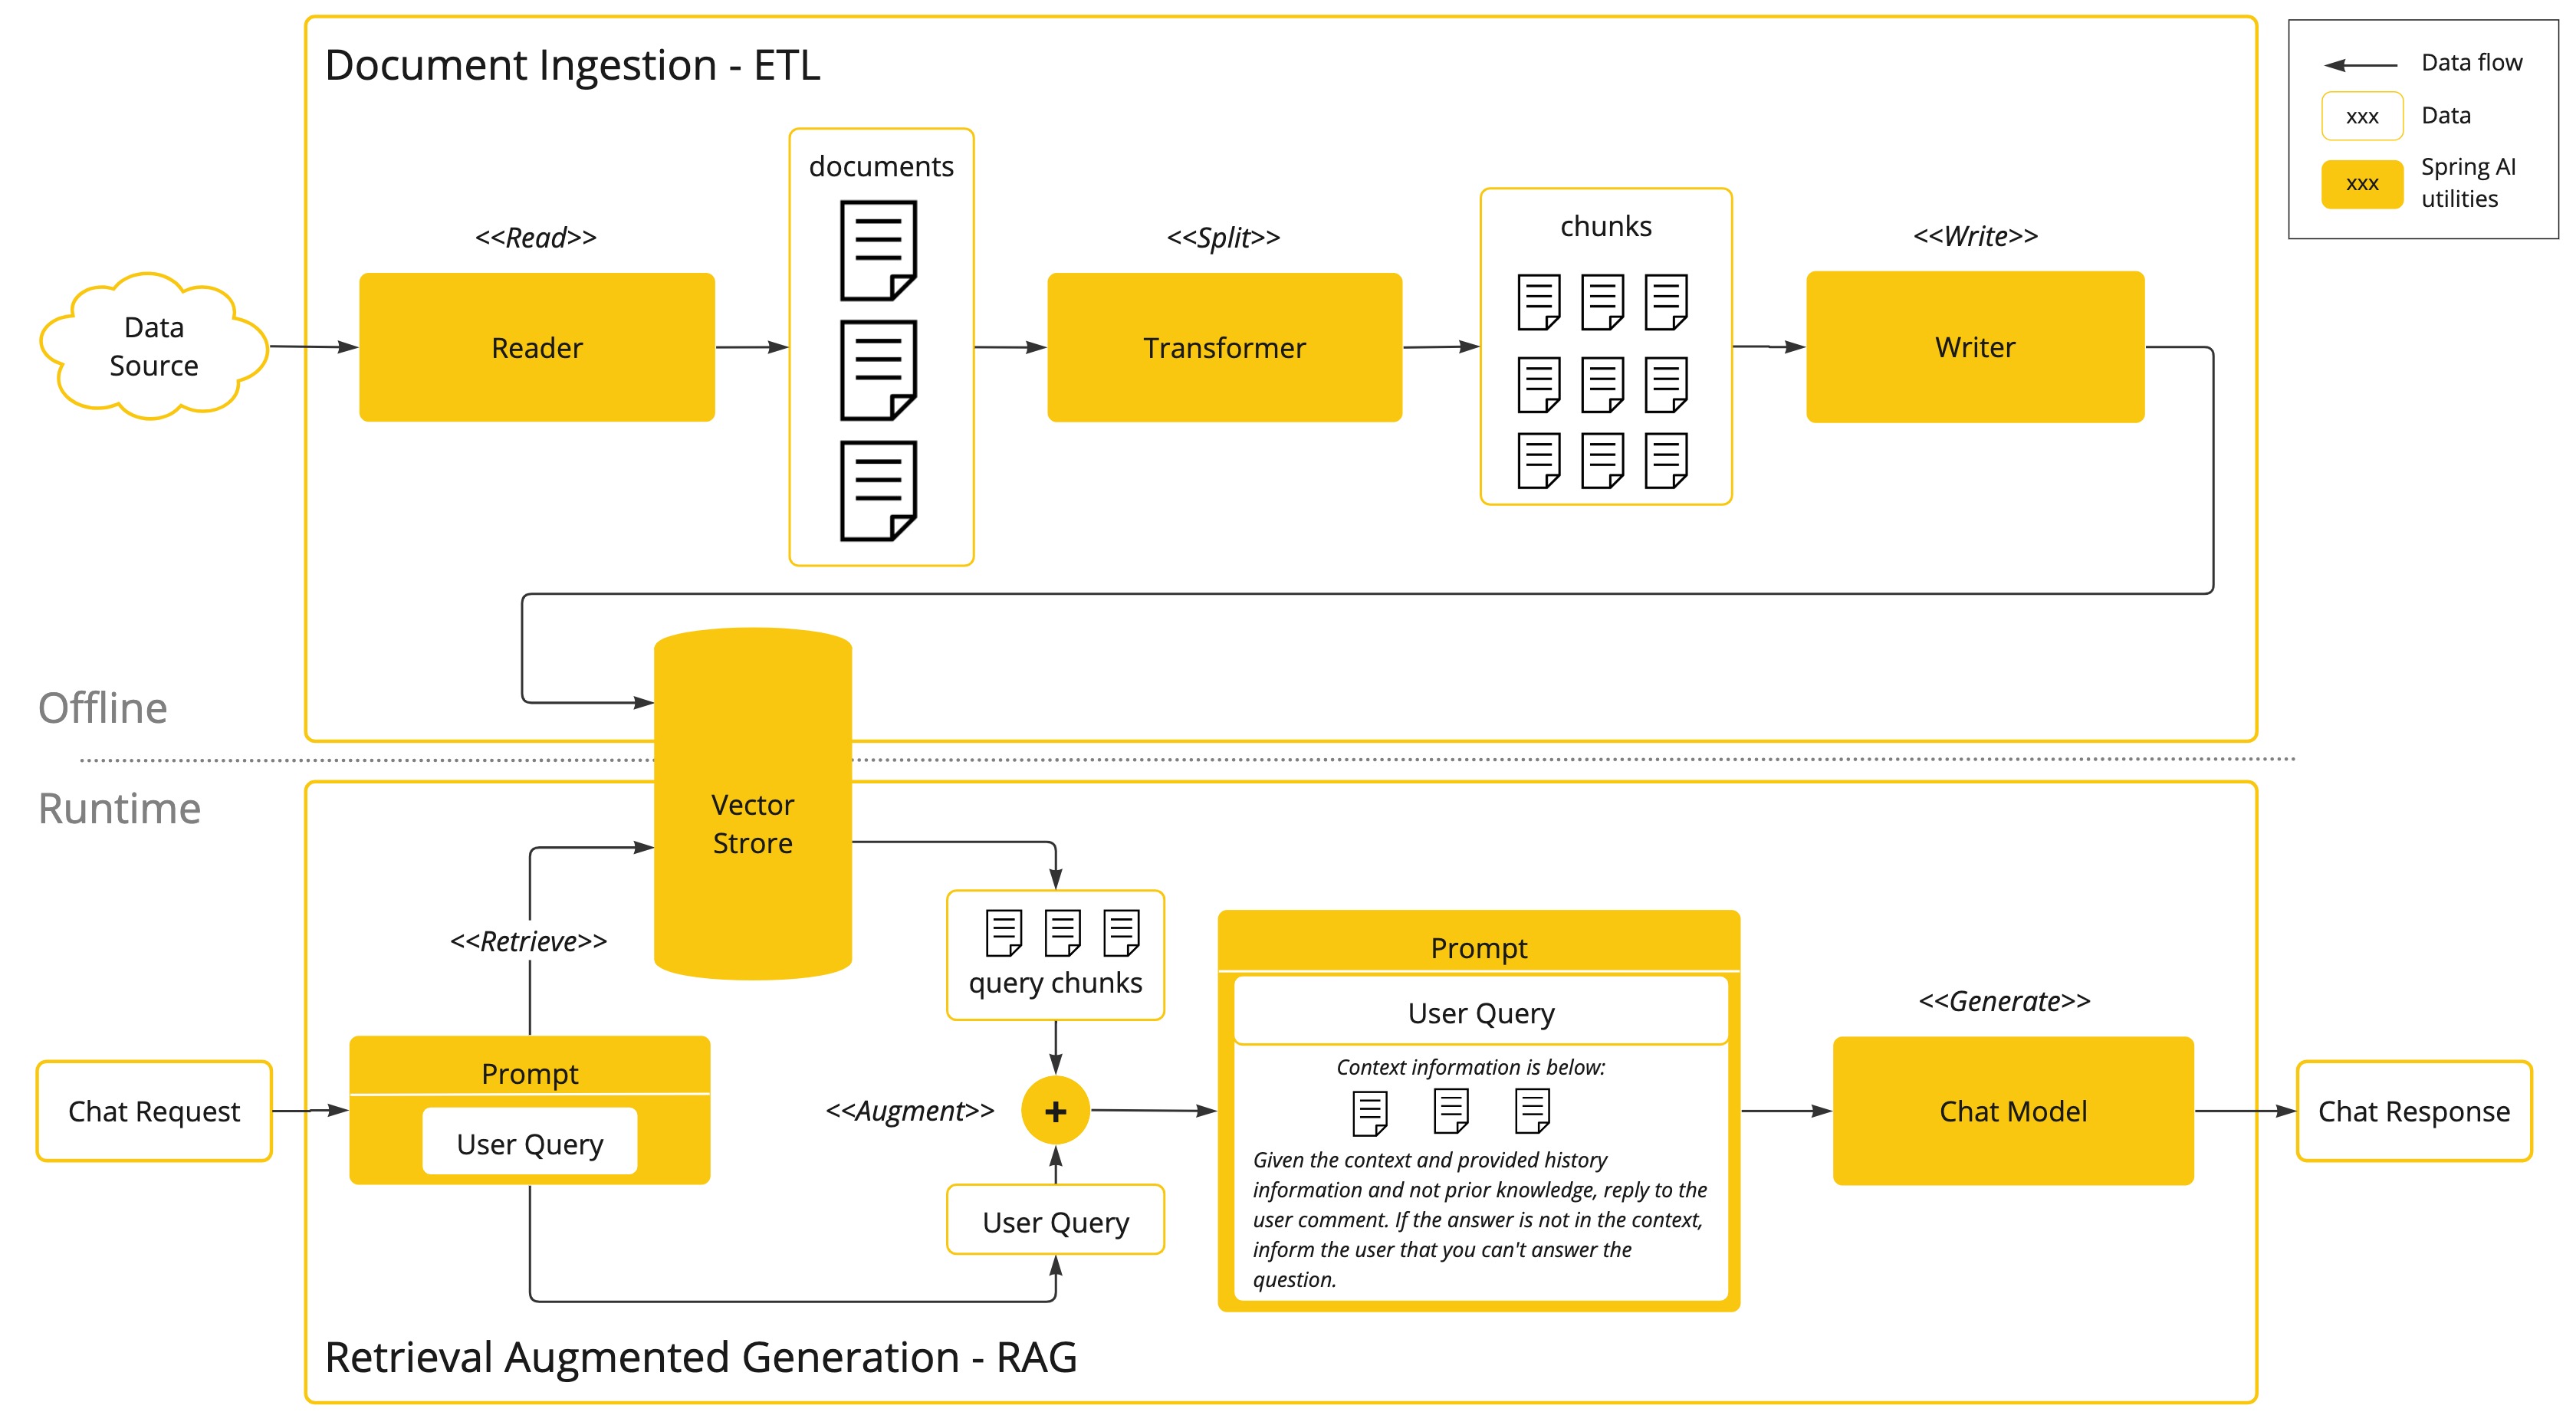 Document Ingestion - ETL
Data flow
xxx
Data
xxx
Spring AI
utilities
<<Read>>
documents
<<Split>>
chunks
<<Write>>
Data
Source
Reader
Transformer
Writer
Offline
Runtime
Vector
Strore
<<Retrieve>>
query chunks
Chat Request
Prompt
User Query
<<Augment>>
+
User Query
Prompt
User Query
Context information is below:
Given the context and provided history
information and not prior knowledge, reply to the
user comment. If the answer is not in the context,
inform the user that you can't answer the
question.
<<Generate>>
Chat Model
Chat Response
Retrieval Augmented Generation - RAG